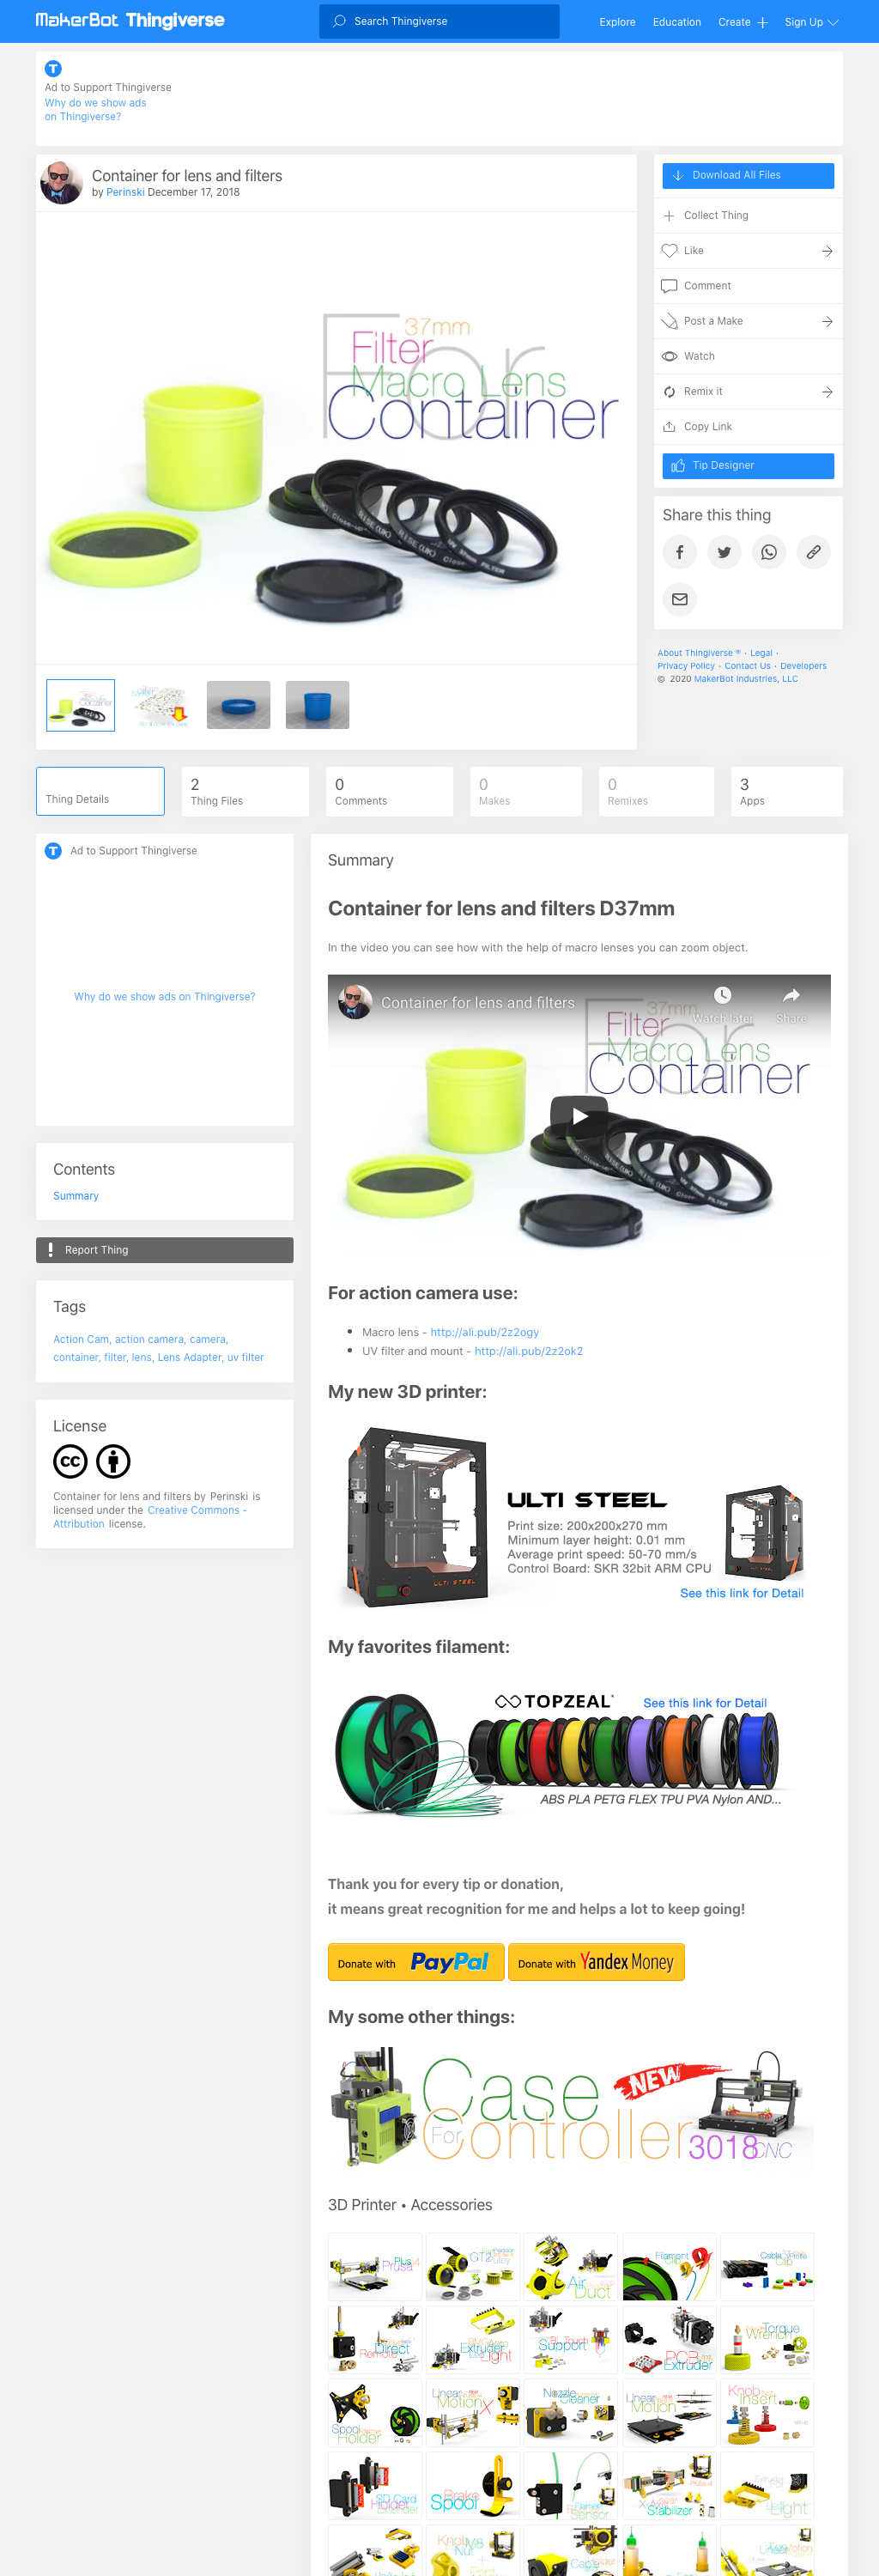 MakerBot Thingiverse
Search Thingiverse
Explore
Education
Create
Sign Up
Ad to Support Thingiverse
Why do we show ads
on Thingiverse?
Container for lens and filters
by Perinski December 17, 2018
37mm
Filter
For
Macro Lens
Container
Download All Files
Collect Thing
Like
Comment
Post a Make
Watch
Remix it
Copy Link
Tip Designer
Share this thing
About Thingiverse ® · Legal ·
Privacy Policy · Contact Us · Developers
© 2020 MakerBot Industries, LLC
Thing Details
2
Thing Files
0
Comments
0
Makes
0
Remixes
3
Apps
Ad to Support Thingiverse
Why do we show ads on Thingiverse?
Contents
Summary
Report Thing
Tags
Action Cam, action camera, camera,
container, filter, lens, Lens Adapter, uv filter
License
Container for lens and filters by Perinski is
licensed under the Creative Commons -
Attribution license.
Summary
Container for lens and filters D37mm
In the video you can see how with the help of macro lenses you can zoom object.
Container for lens and filters
Watch later
Share
37mm
Filter
For
Macro Lens
Container
For action camera use:
Macro lens - http://ali.pub/2z2ogy
UV filter and mount - http://ali.pub/2z2ok2
My new 3D printer:
ULTI STEEL
Print size: 200x200x270 mm
Minimum layer height: 0.01 mm
Average print speed: 50-70 mm/s
Control Board: SKR 32bit ARM CPU
See this link for Detail
My favorites filament:
TOPZEAL
See this link for Detail
ABS PLA PETG FLEX TPU PVA Nylon AND...
Thank you for every tip or donation,
it means great recognition for me and helps a lot to keep going!
Donate with PayPal
Donate with Yandex Money
My some other things:
Case
NEW
For
Controller
3018 CNC
3D Printer • Accessories
Prusa
GT2
Air
Duct
Filament
Clip
Cable
Clip
Direct
Remote
Extruder
Light
Support
PCB
Extruder
Torque
Wrench
Knob
Insert
Spool
Holder
Linear
Motion X
Nozzle
Cleaner
Linear
Motion
SD Card
Holder
Extender
Brake
Spool
Filament
Sensor
Stabilizer
Light
Knob
Nut